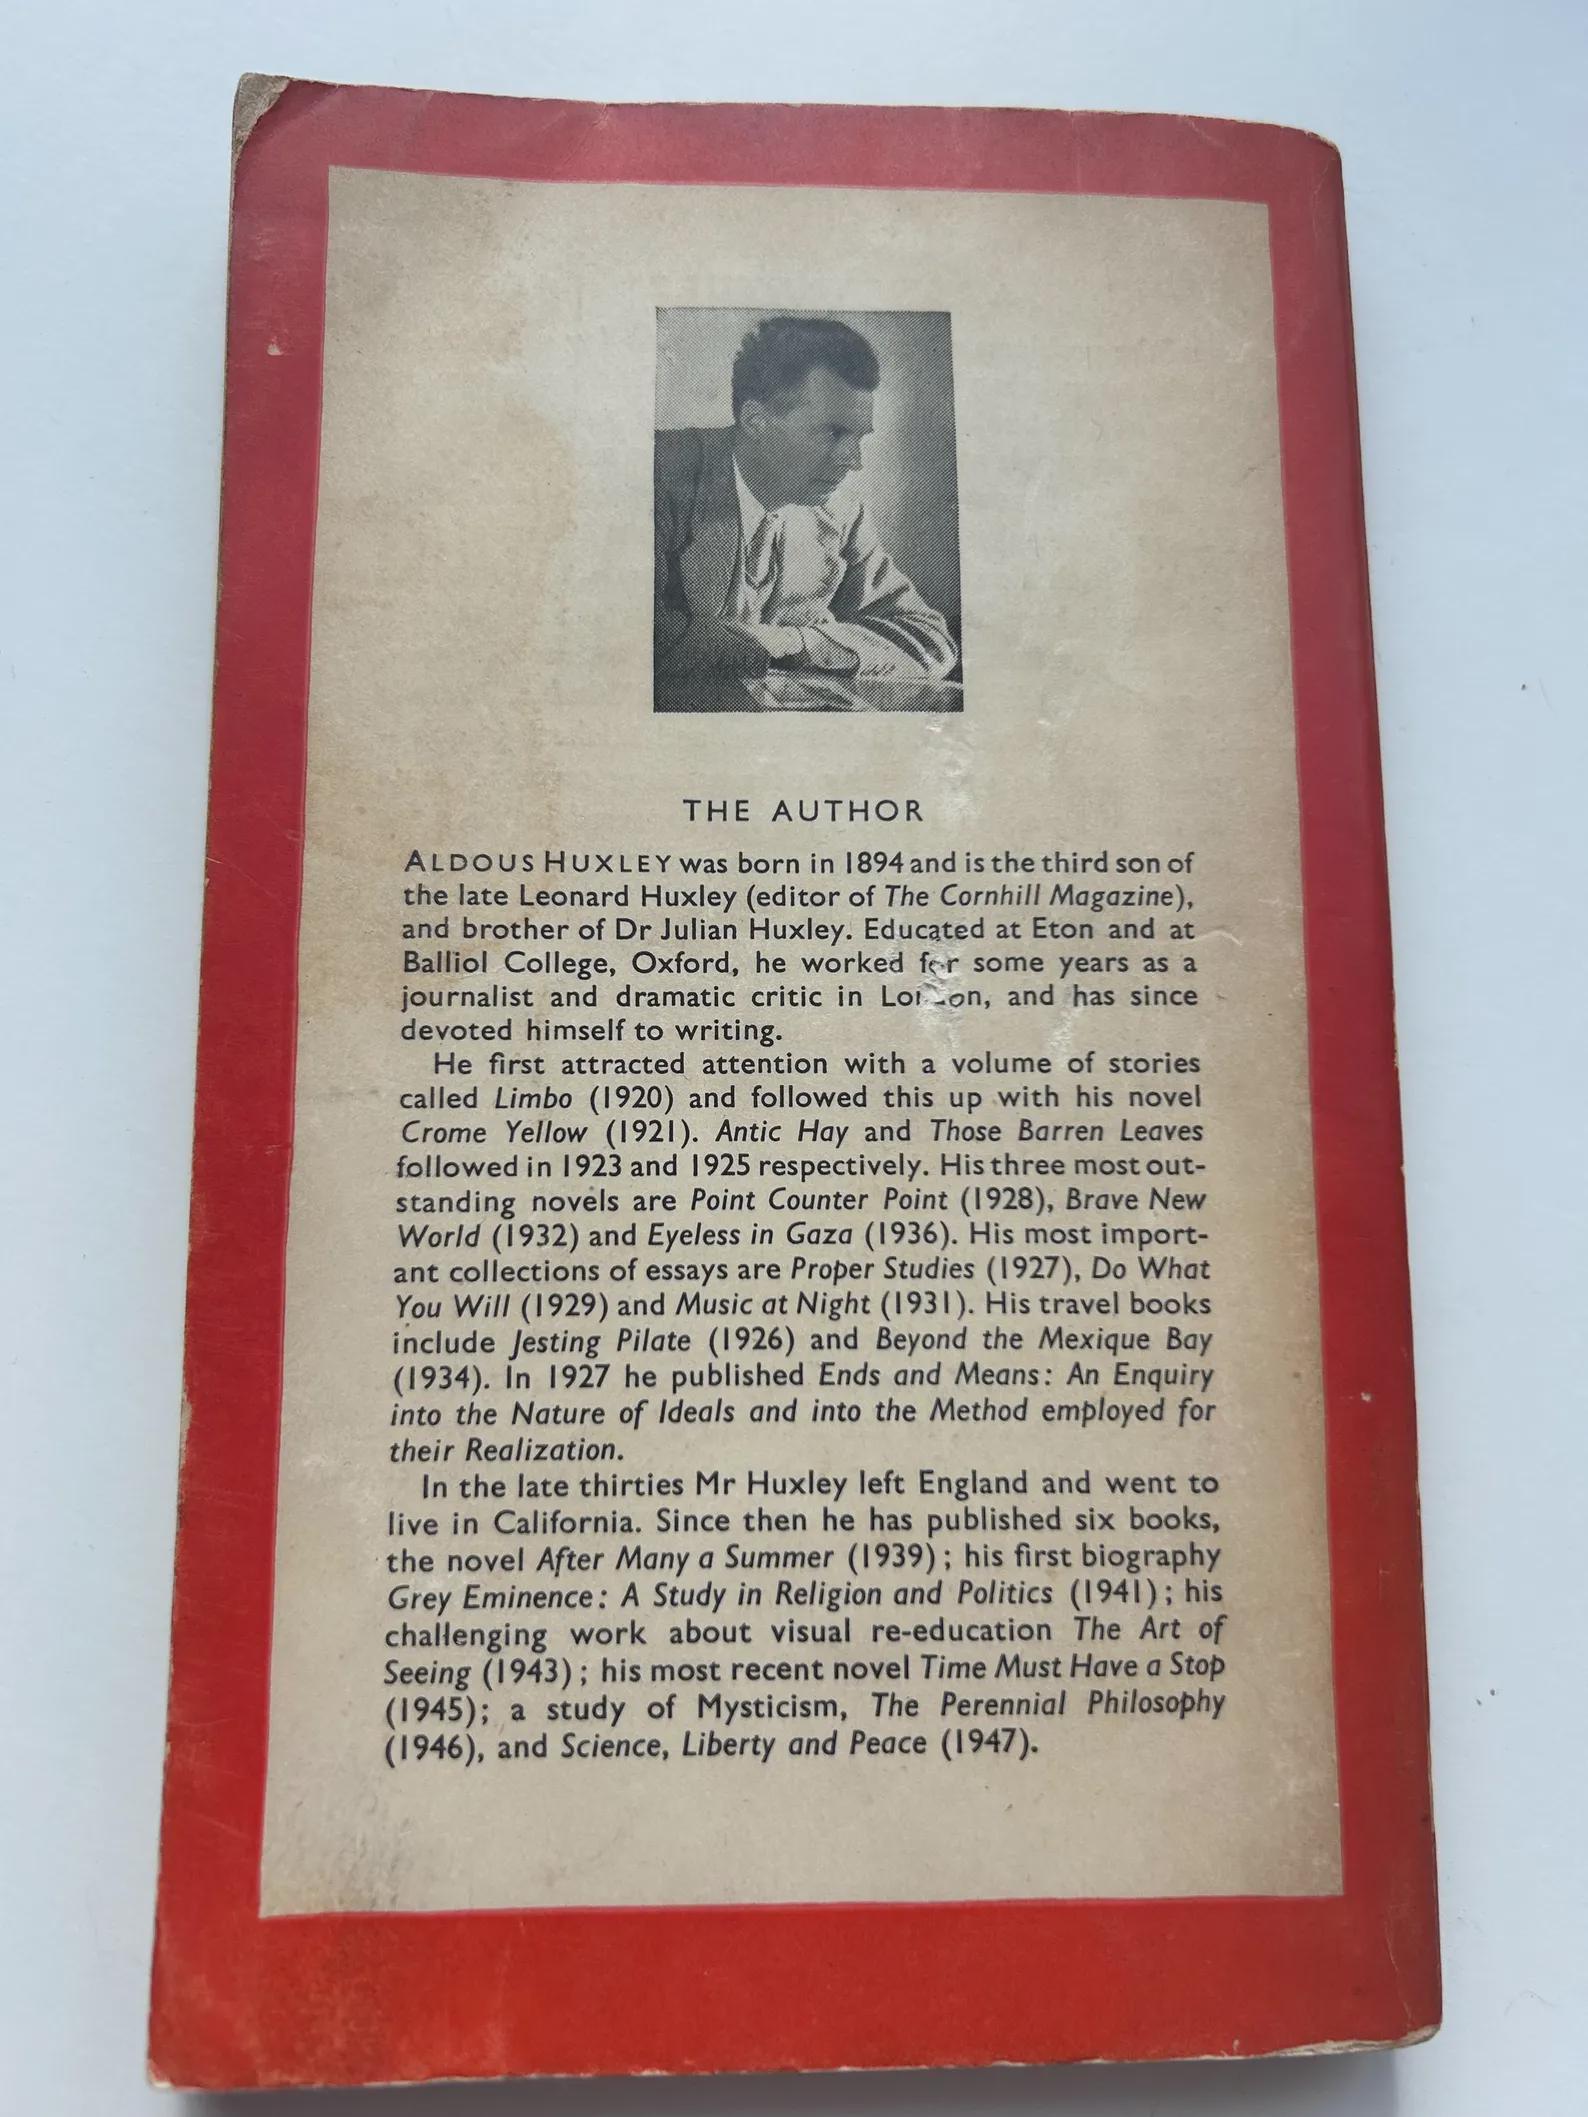 THE AUTHOR
ALDOUS HUXLEY was born in 1894 and is the third son of
the late Leonard Huxley (editor of The Cornhill Magazine),
and brother of Dr Julian Huxley. Educated at Eton and at
Balliol College, Oxford, he worked for some years as a
journalist and dramatic critic in London, and has since
devoted himself to writing.
He first attracted attention with a volume of stories
called Limbo (1920) and followed this up with his novel
Crome Yellow (1921). Antic Hay and Those Barren Leaves
followed in 1923 and 1925 respectively. His three most out-
standing novels are Point Counter Point (1928), Brave New
World (1932) and Eyeless in Gaza (1936). His most import-
ant collections of essays are Proper Studies (1927), Do What
You Will (1929) and Music at Night (1931). His travel books
include Jesting Pilate (1926) and Beyond the Mexique Bay
(1934). In 1927 he published Ends and Means: An Enquiry
into the Nature of Ideals and into the Method employed for
their Realization.
In the late thirties Mr Huxley left England and went to
live in California. Since then he has published six books,
the novel After Many a Summer (1939); his first biography
Grey Eminence: A Study in Religion and Politics (1941); his
challenging work about visual re-education The Art of
Seeing (1943); his most recent novel Time Must Have a Stop
(1945); a study of Mysticism, The Perennial Philosophy
(1946), and Science, Liberty and Peace (1947).